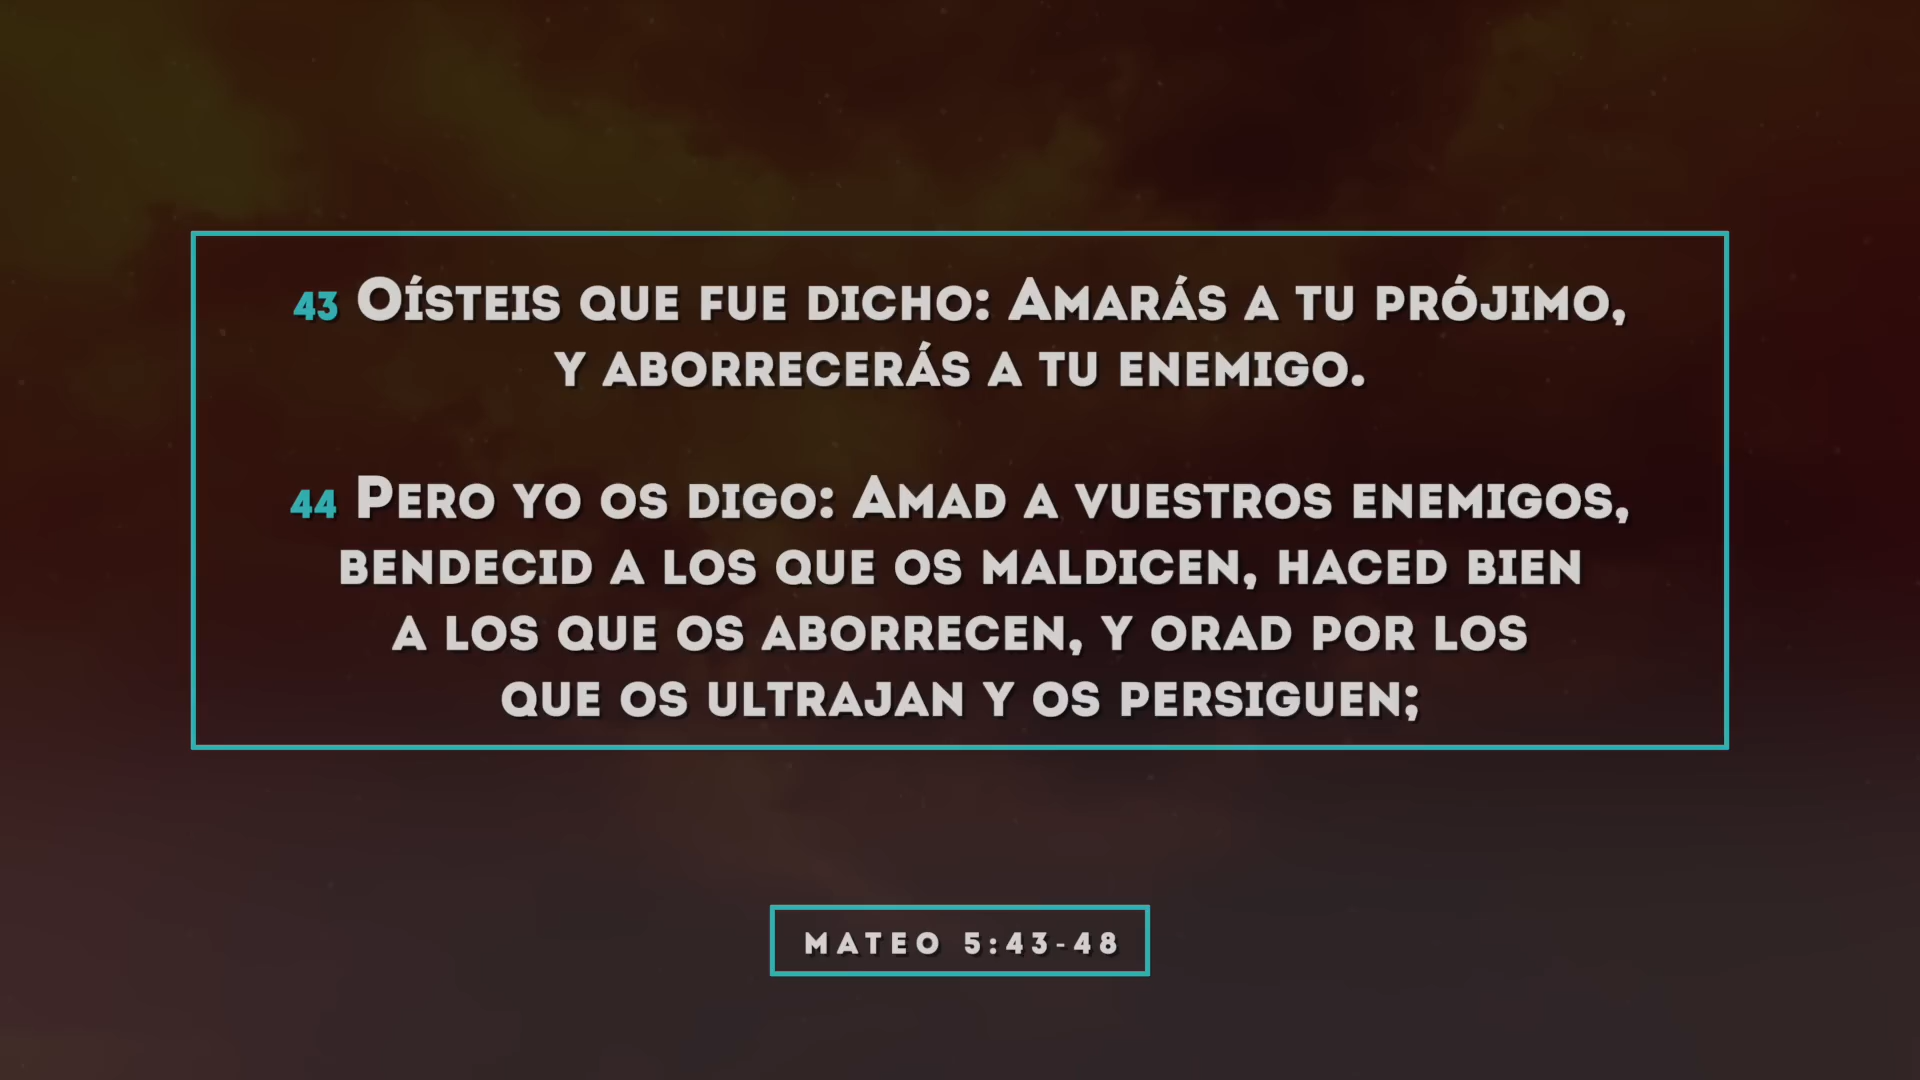 43 Oísteis que fue dicho: Amarás a tu prójimo,
y aborrecerás a tu enemigo.
44 Pero yo os digo: Amad a vuestros enemigos,
bendecid a los que os maldicen, haced bien
a los que os aborrecen, y orad por los
que os ultrajan y os persiguen;
MATEO 5:43-48